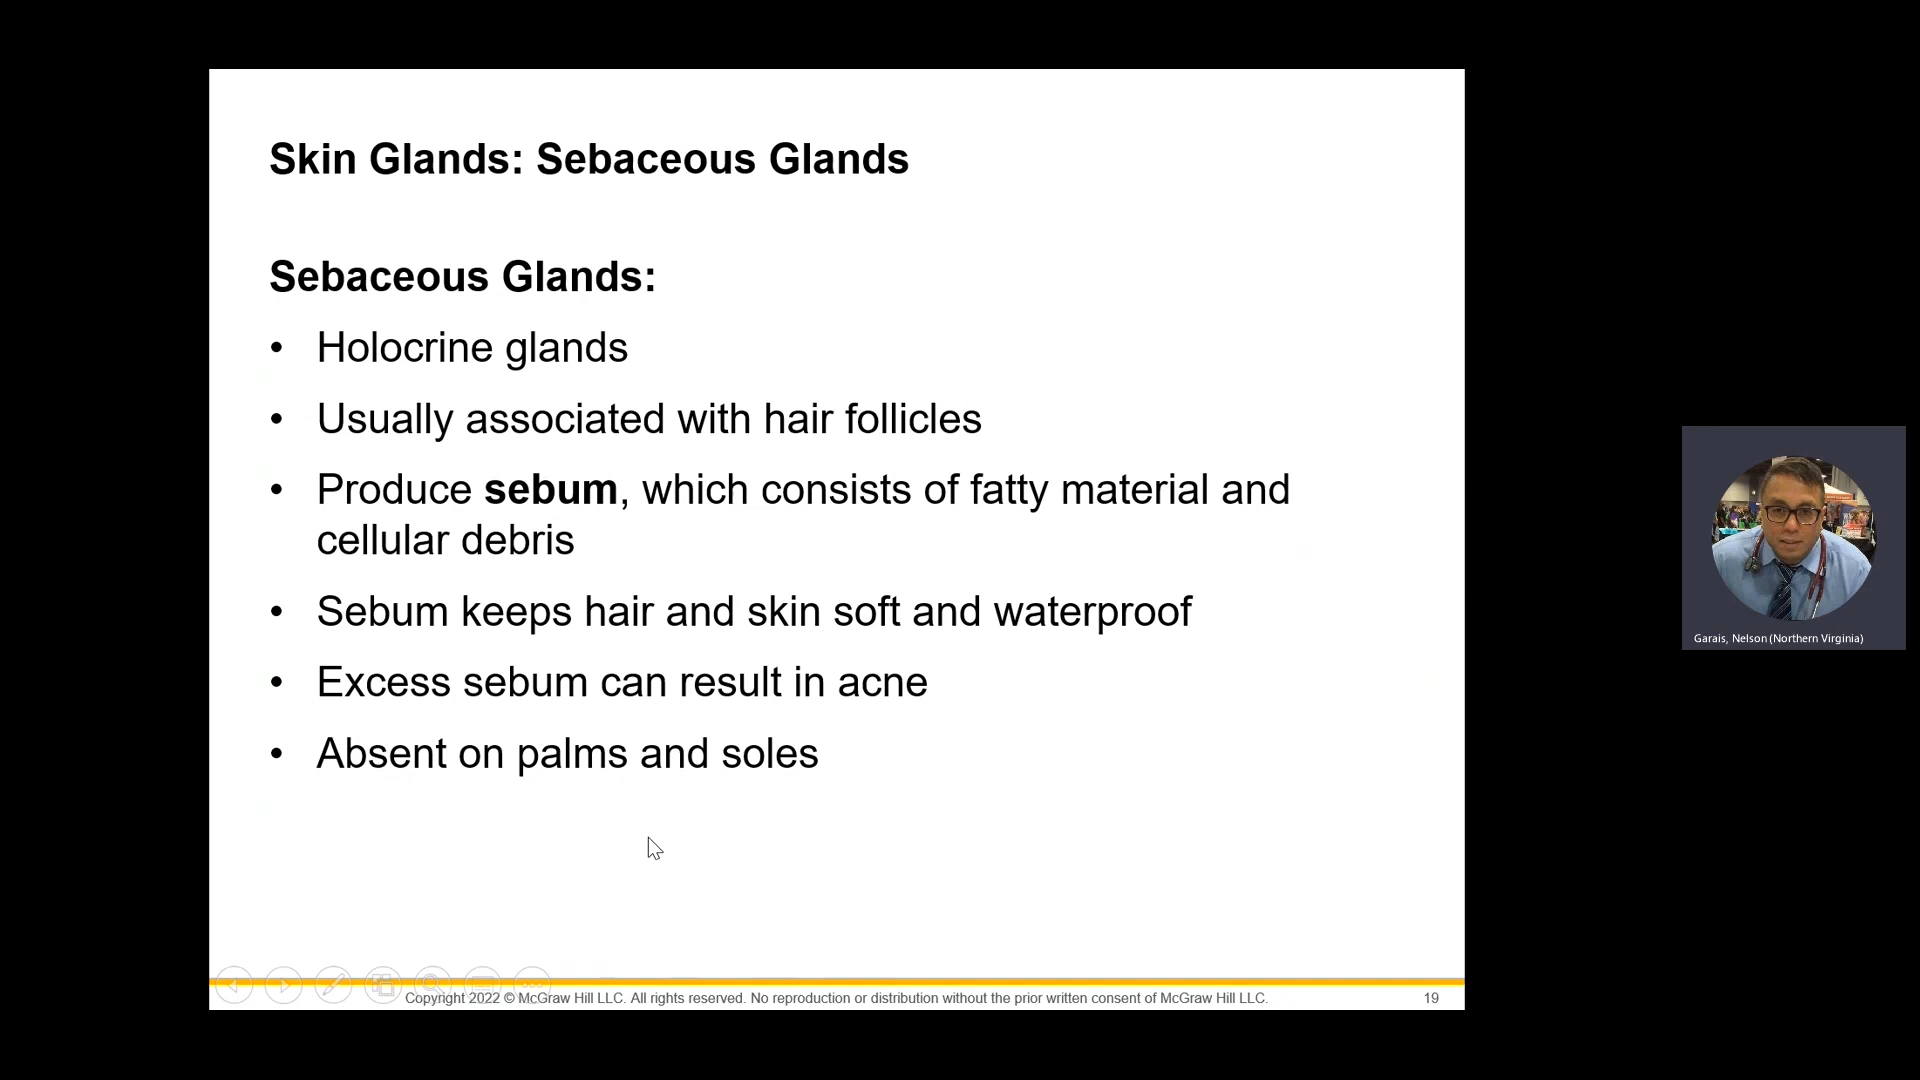 Skin Glands: Sebaceous Glands
Sebaceous Glands:
• Holocrine glands
• Usually associated with hair follicles
• Produce sebum, which consists of fatty material and
cellular debris
• Sebum keeps hair and skin soft and waterproof
• Excess sebum can result in acne
• Absent on palms and soles
Copyright 2022 © McGraw Hill LLC. All rights reserved. No reproduction or distribution without the prior written consent of McGraw Hill LLC.
19
Garais, Nelson (Northern Virginia)